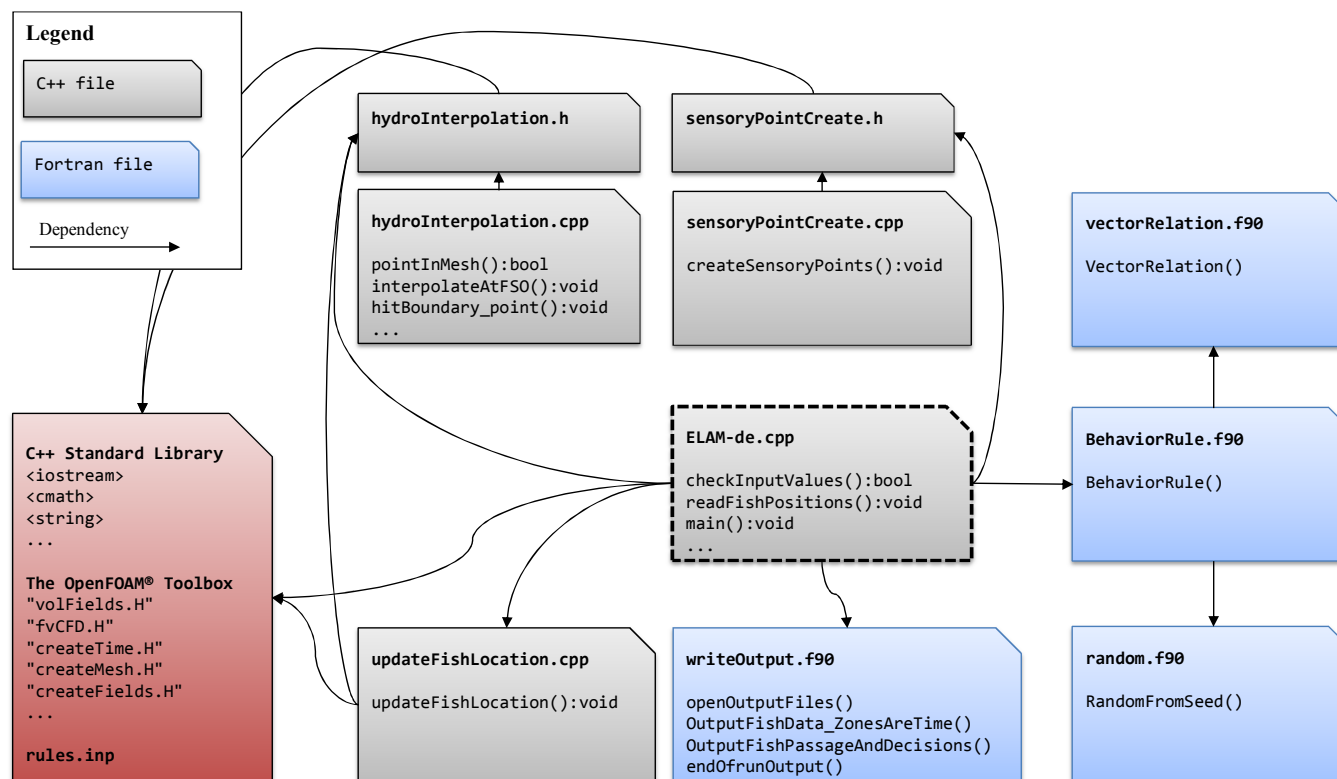 Legend
C++ file
Fortran file
Dependency
hydroInterpolation.h
sensoryPointCreate.h
hydroInterpolation.cpp
pointInMesh():bool
interpolateAtFSO():void
hitBoundary_point():void
...
sensoryPointCreate.cpp
createSensoryPoints():void
vectorRelation.f90
VectorRelation()
C++ Standard Library
<iostream>
<cmath>
<string>
...
The OpenFOAM® Toolbox
"volFields.H"
"fvCFD.H"
"createTime.H"
"createMesh.H"
"createFields.H"
...
rules.inp
ELAM-de.cpp
checkInputValues():bool
readFishPositions():void
main():void
...
BehaviorRule.f90
BehaviorRule()
updateFishLocation.cpp
updateFishLocation():void
writeOutput.f90
openOutputFiles()
OutputFishData_ZonesAreTime()
OutputFishPassageAndDecisions()
endOfrunOutput()
random.f90
RandomFromSeed()